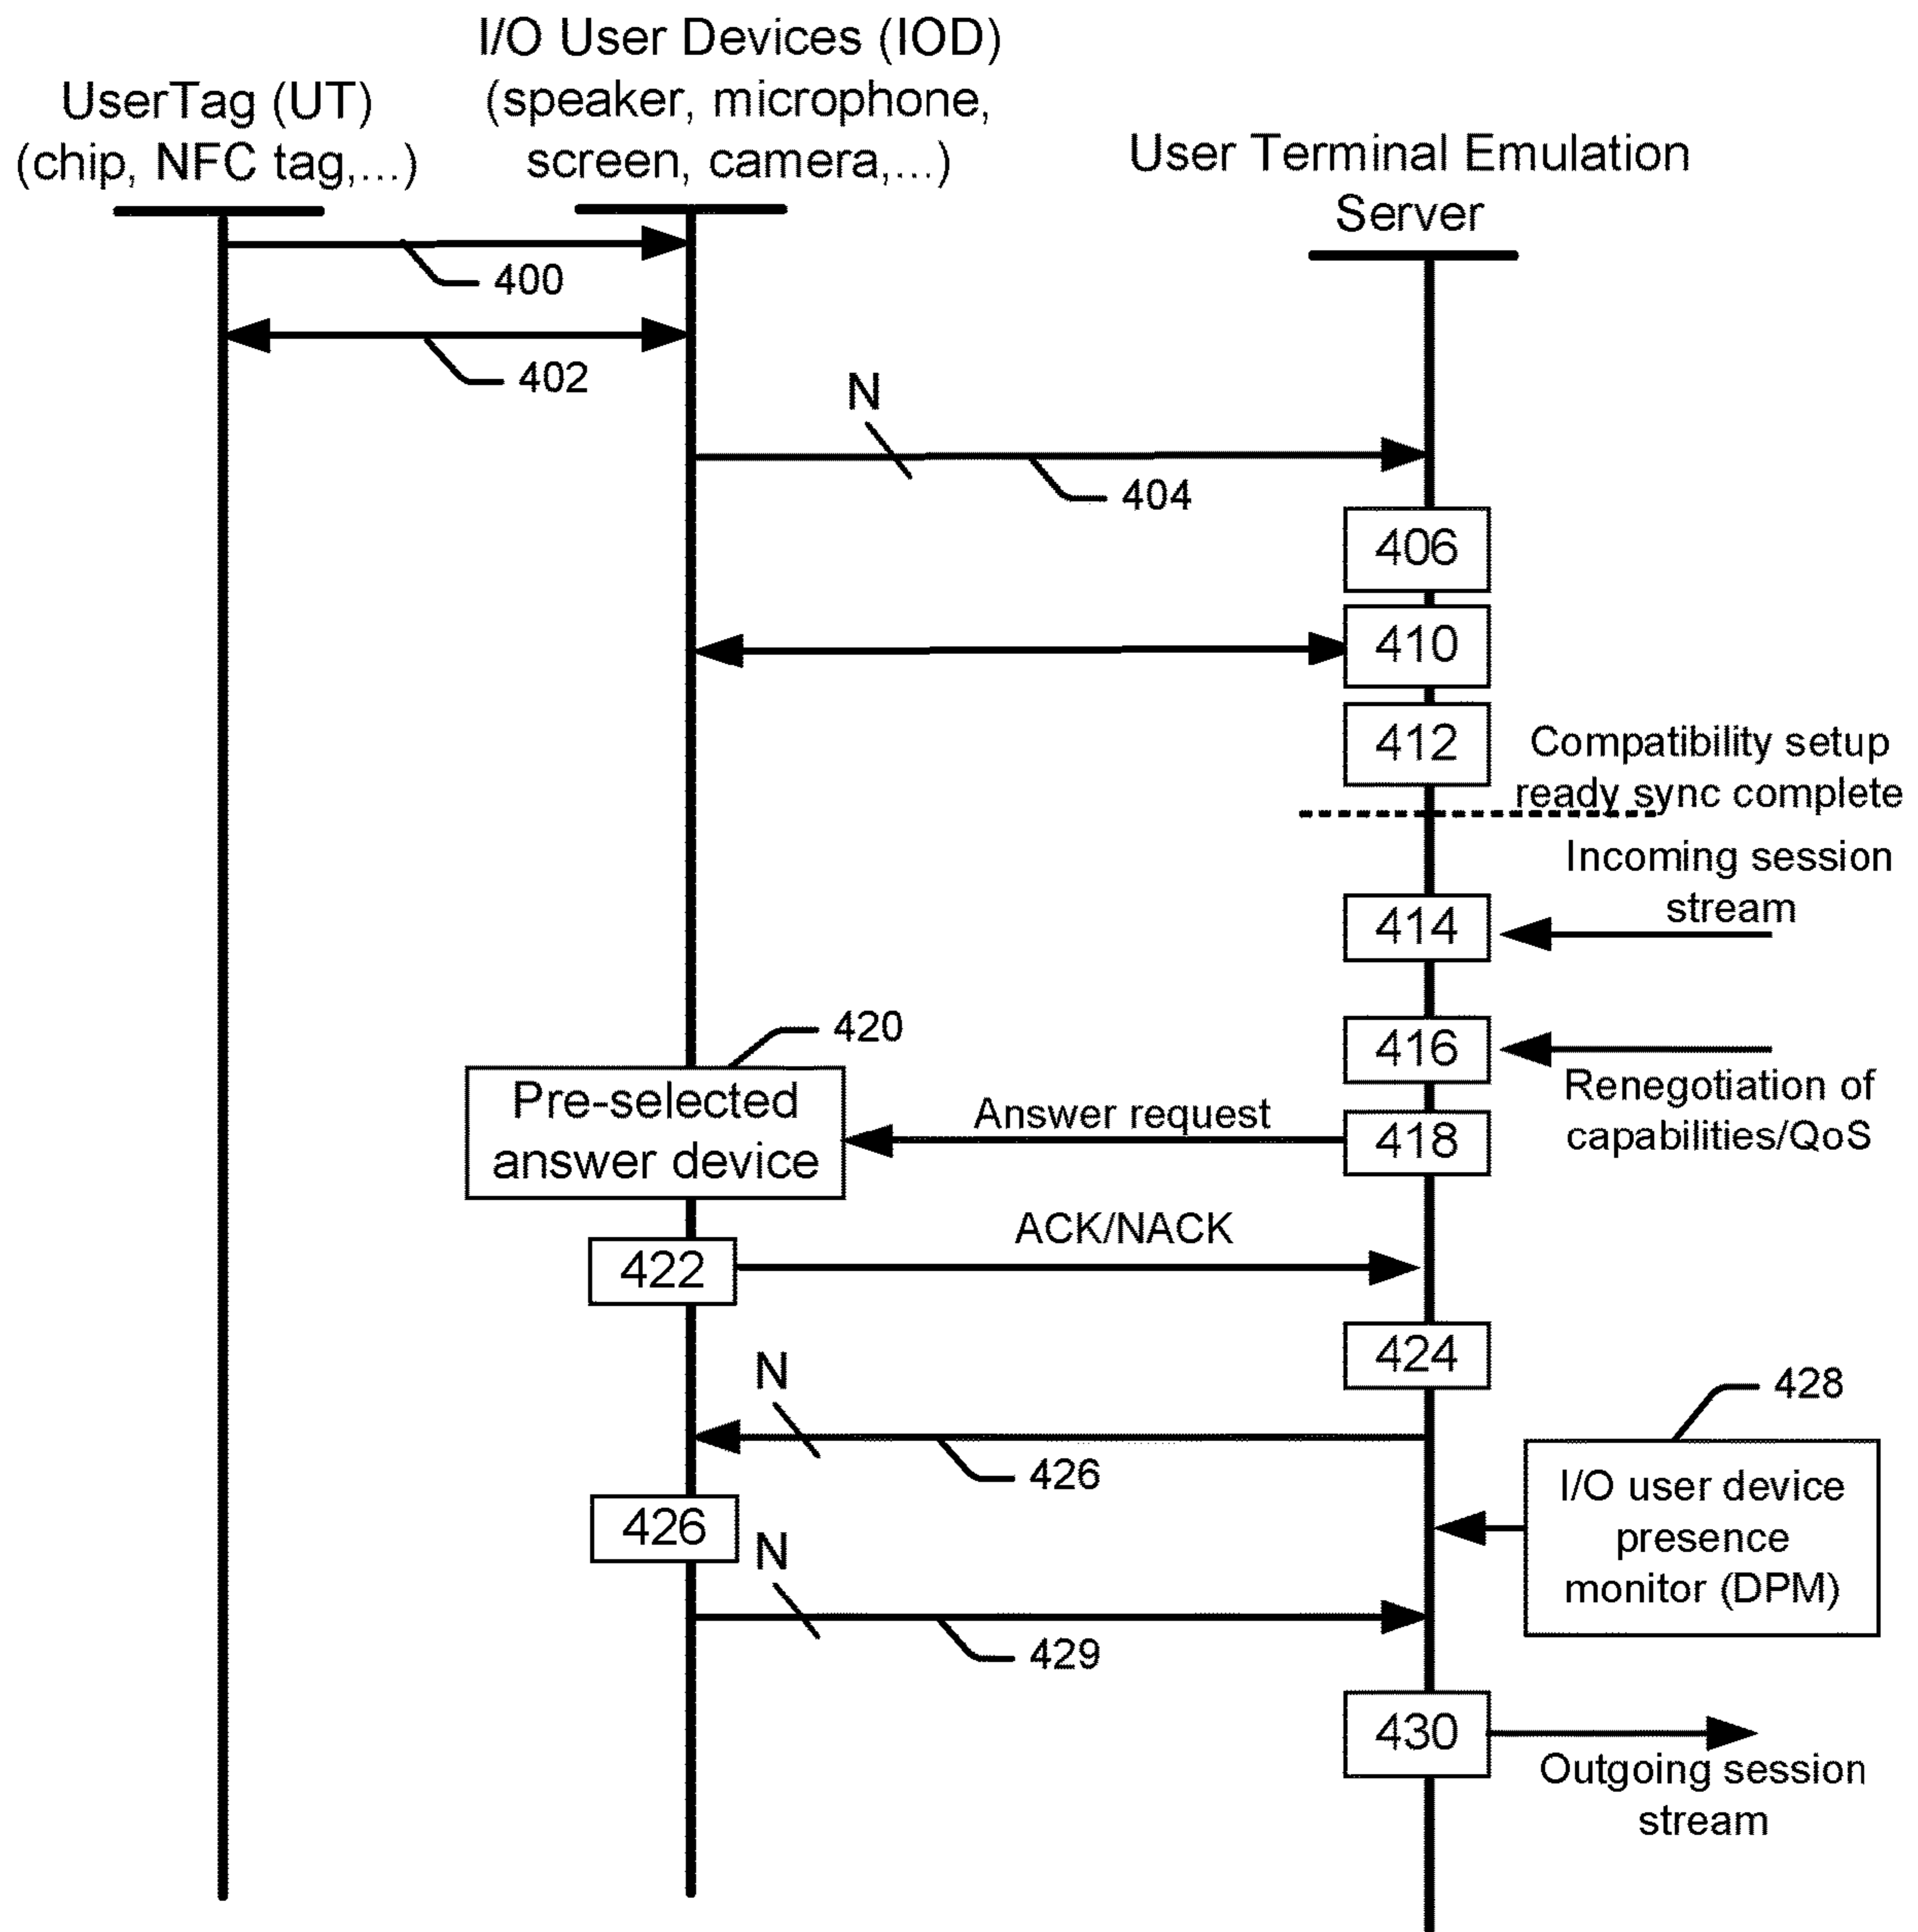 I/O User Devices (IOD)
(speaker, microphone,
screen, camera,...)
UserTag (UT)
(chip, NFC tag,...)
User Terminal Emulation
Server
400
402
N
404
406
410
412
Compatibility setup
ready sync complete
Incoming session
stream
414
416
Renegotiation of
capabilities/QoS
420
Pre-selected
answer device
Answer request
418
ACK/NACK
422
424
N
426
428
I/O user device
presence
monitor (DPM)
426
N
429
430
Outgoing session
stream